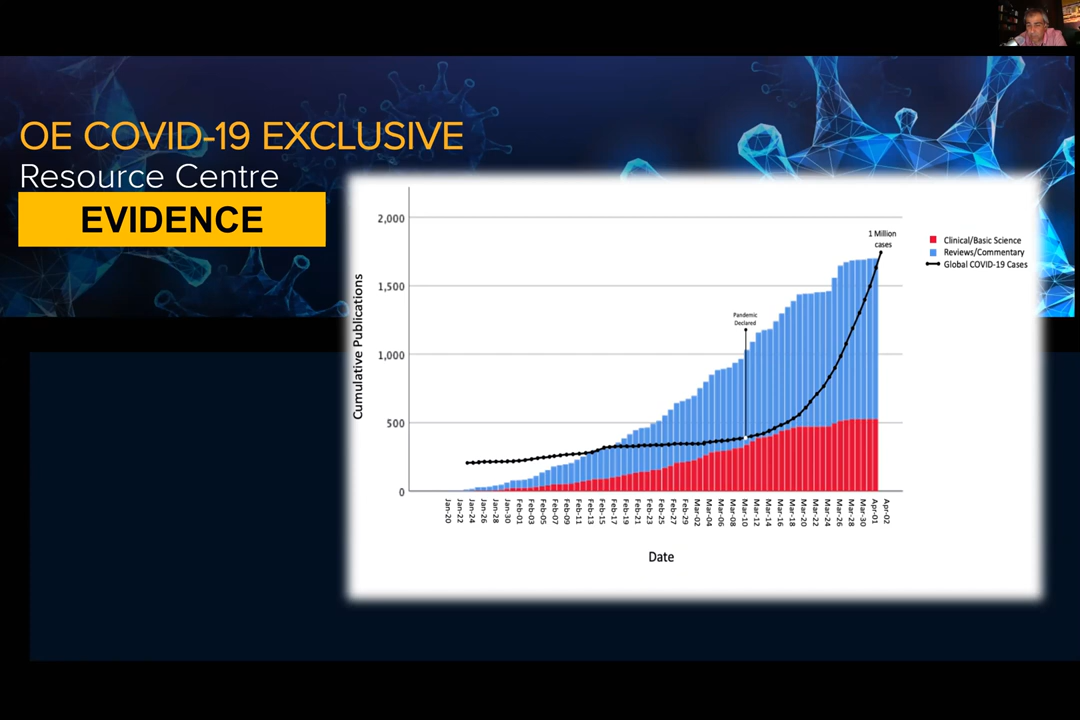 OE COVID-19 EXCLUSIVE
Resource Centre
EVIDENCE
2,000
1,500
1,000
500
0
Cumulative Publications
Pandemic
Declared
1 Million
cases
Clinical/Basic Science
Reviews/Commentary
Global COVID-19 Cases
Jan-20
Jan-22
Jan-24
Jan-26
Jan-28
Jan-30
Feb-01
Feb-03
Feb-05
Feb-07
Feb-09
Feb-11
Feb-13
Feb-15
Feb-17
Feb-19
Feb-21
Feb-23
Feb-25
Feb-27
Feb-29
Mar-02
Mar-04
Mar-06
Mar-08
Mar-10
Mar-12
Mar-14
Mar-16
Mar-18
Mar-20
Mar-22
Mar-24
Mar-26
Mar-28
Mar-30
Apr-01
Apr-02
Date